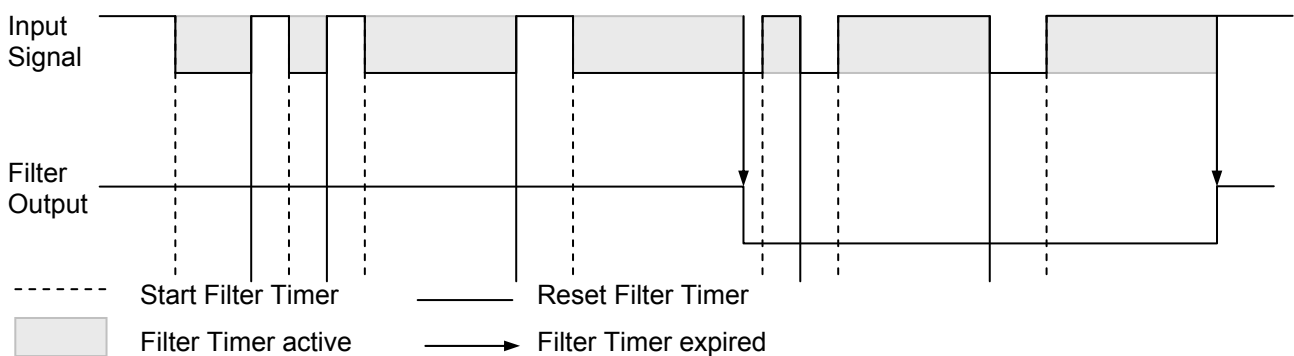 Input
Signal
Filter
Output
Start Filter Timer
Reset Filter Timer
Filter Timer active
Filter Timer expired